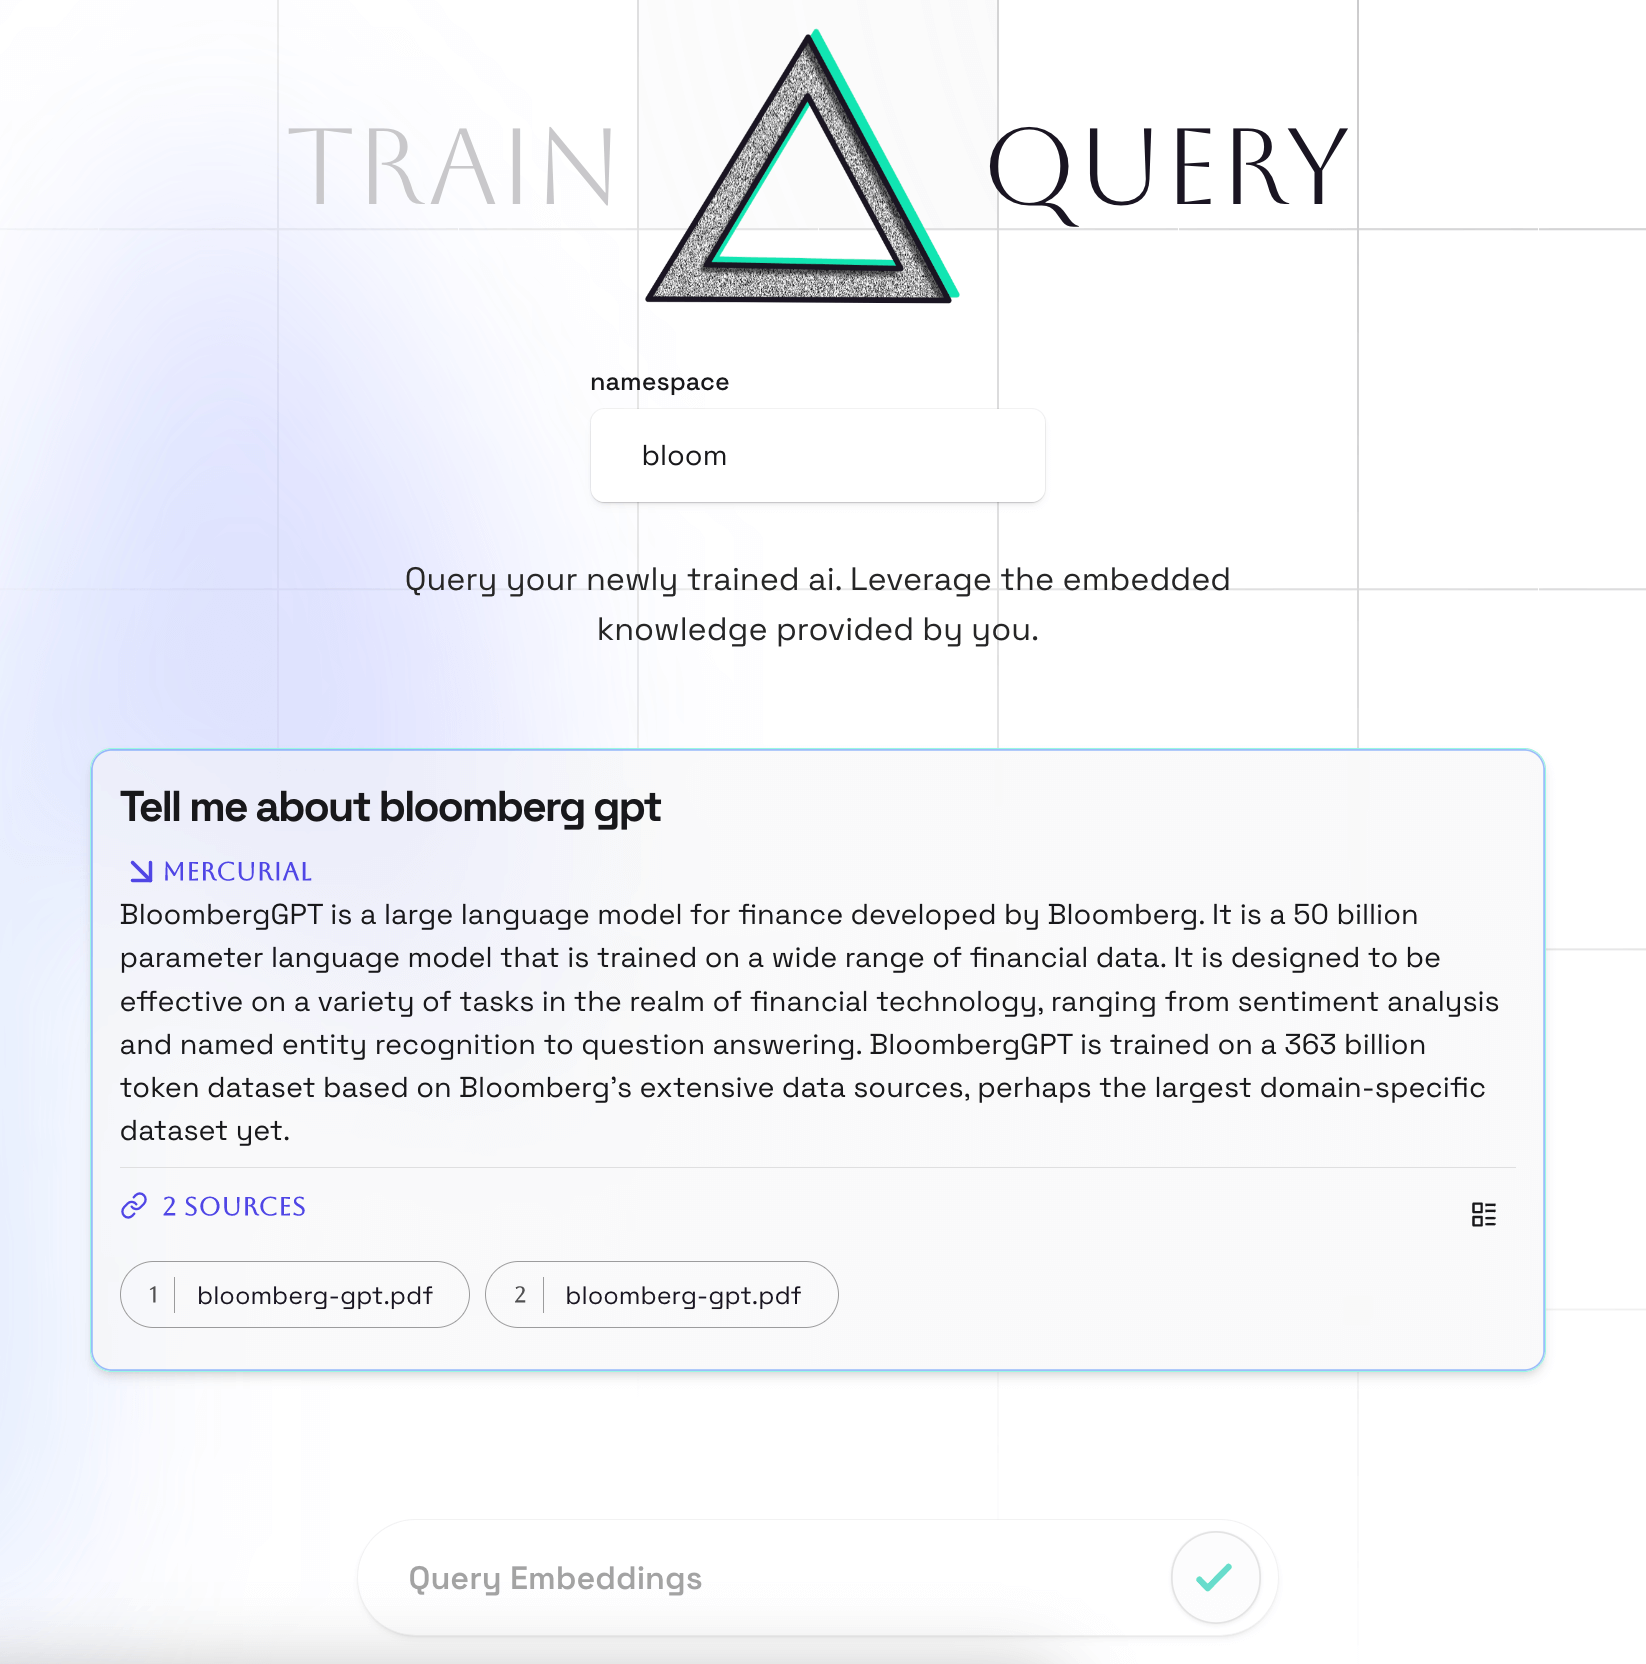 TRAIN
QUERY
namespace
bloom
Query your newly trained ai. Leverage the embedded
knowledge provided by you.
Tell me about bloomberg gpt
MERCURIAL
BloombergGPT is a large language model for finance developed by Bloomberg. It is a 50 billion
parameter language model that is trained on a wide range of financial data. It is designed to be
effective on a variety of tasks in the realm of financial technology, ranging from sentiment analysis
and named entity recognition to question answering. BloombergGPT is trained on a 363 billion
token dataset based on Bloomberg's extensive data sources, perhaps the largest domain-specific
dataset yet.
2 SOURCES
1 bloomberg-gpt.pdf
2 bloomberg-gpt.pdf
Query Embeddings